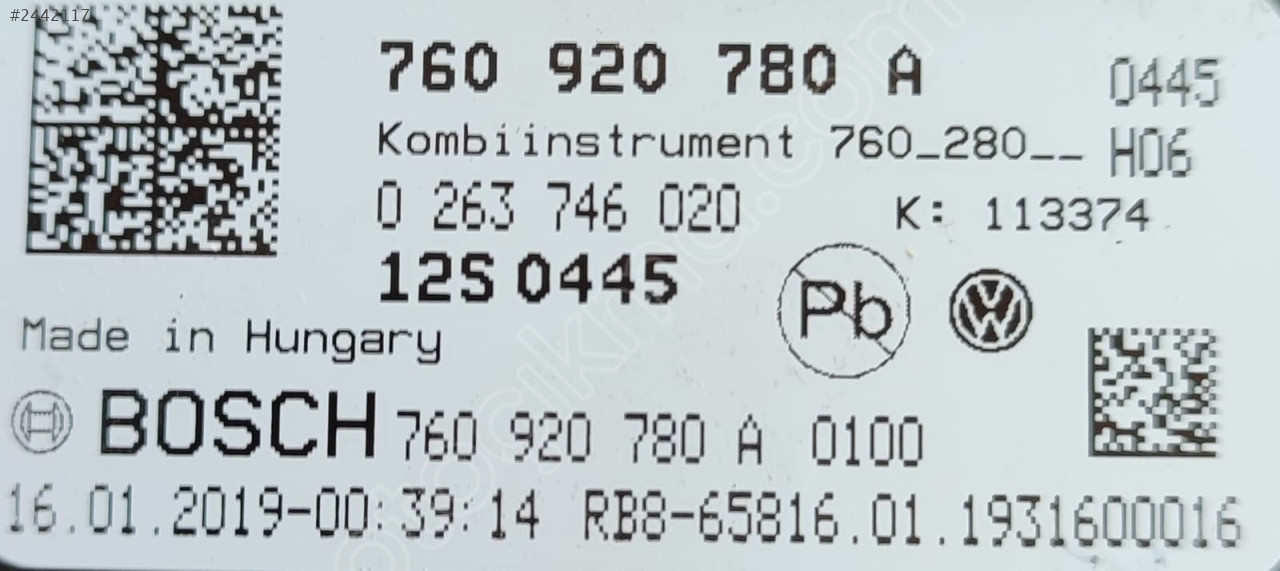 #2442117
760 920 780 A 0445
Kombiinstrument 760_280__ H06
0 263 746 020 K: 113374
12S 0445 Pb
Made in Hungary
BOSCH 760 920 780 A 0100
16.01.2019-00:39:14 RB8-65816.01.1931600016